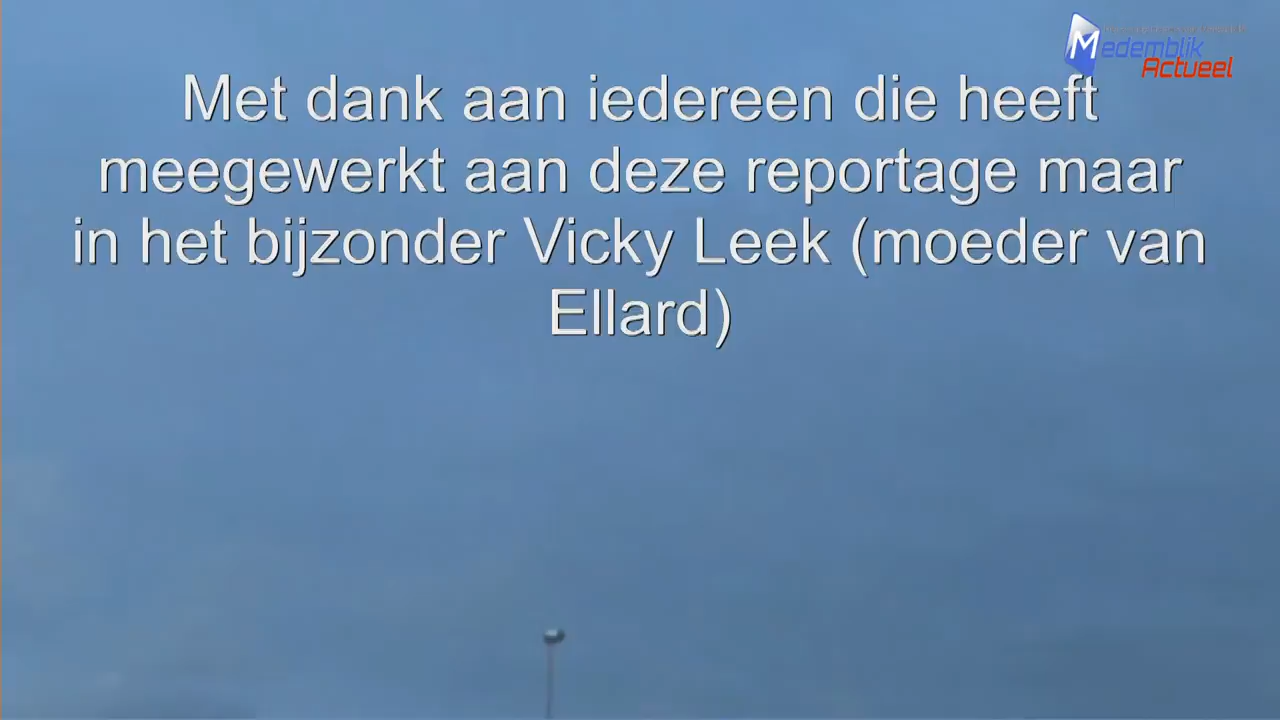 Medemblik
Actueel
Met dank aan iedereen die heeft
meegewerkt aan deze reportage maar
in het bijzonder Vicky Leek (moeder van
Ellard)